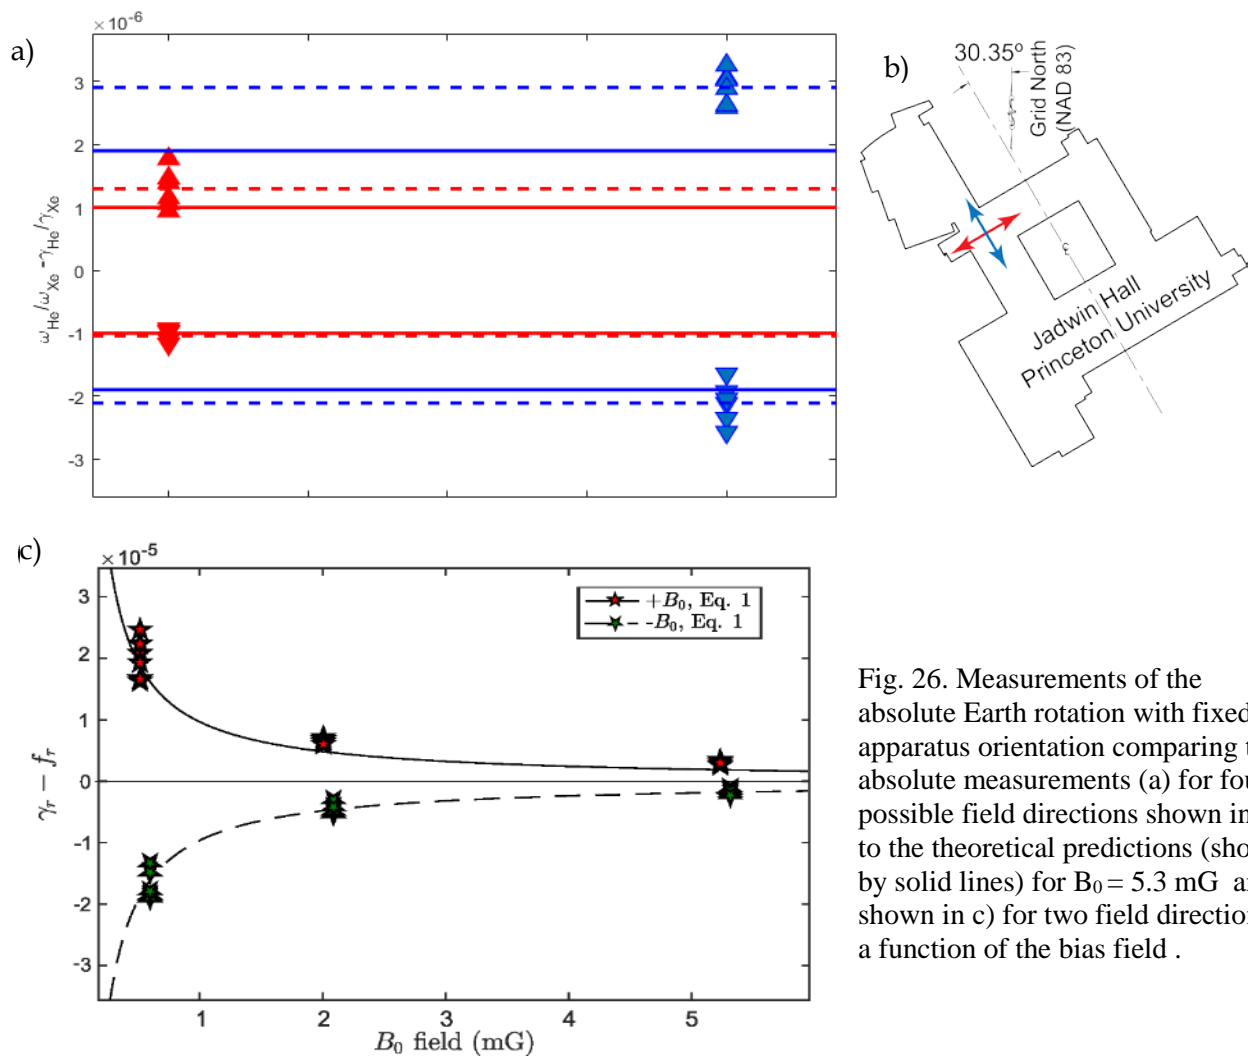 a)
× 10⁻⁶
3
2
1
0
-1
-2
-3
ω_He/ω_Xe - γ_He/γ_Xe
b)
30.35º
Grid North
(NAD 83)
Jadwin Hall
Princeton University
c)
× 10⁻⁵
3
2
1
0
-1
-2
-3
γ_r − f_r
+B₀, Eq. 1
-B₀, Eq. 1
1 2 3 4 5
B₀ field (mG)
Fig. 26. Measurements of the
absolute Earth rotation with fixed
apparatus orientation comparing t
absolute measurements (a) for fou
possible field directions shown in
to the theoretical predictions (sho
by solid lines) for B₀ = 5.3 mG a
shown in c) for two field direction
a function of the bias field .